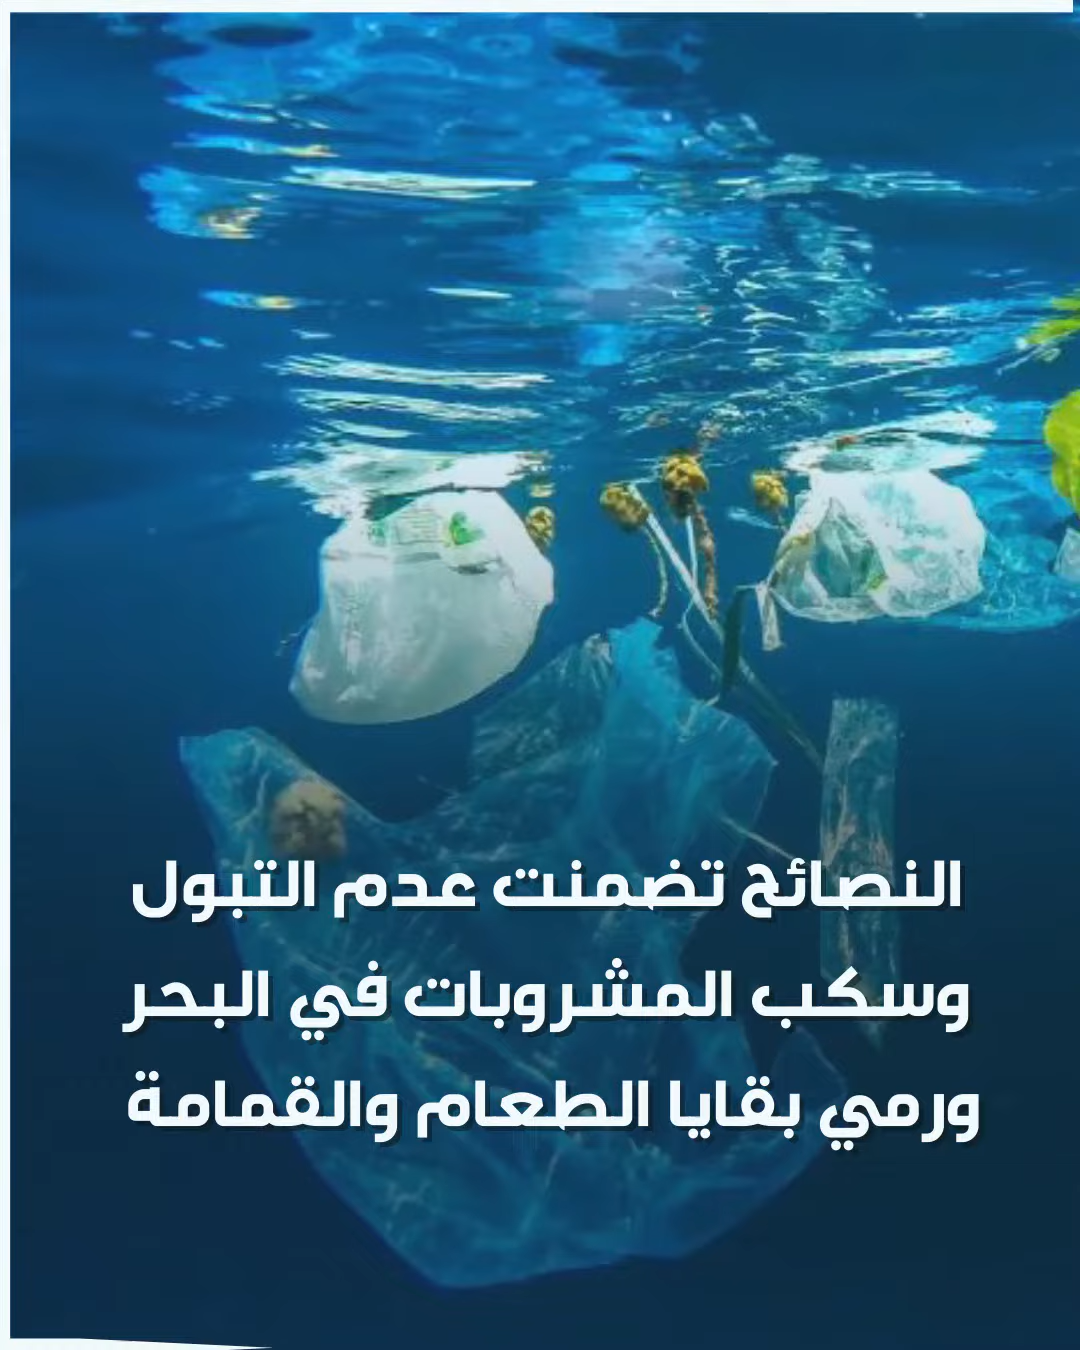 النصائح تضمنت عدم التبول
وسكب المشروبات في البحر
ورمي بقايا الطعام والقمامة